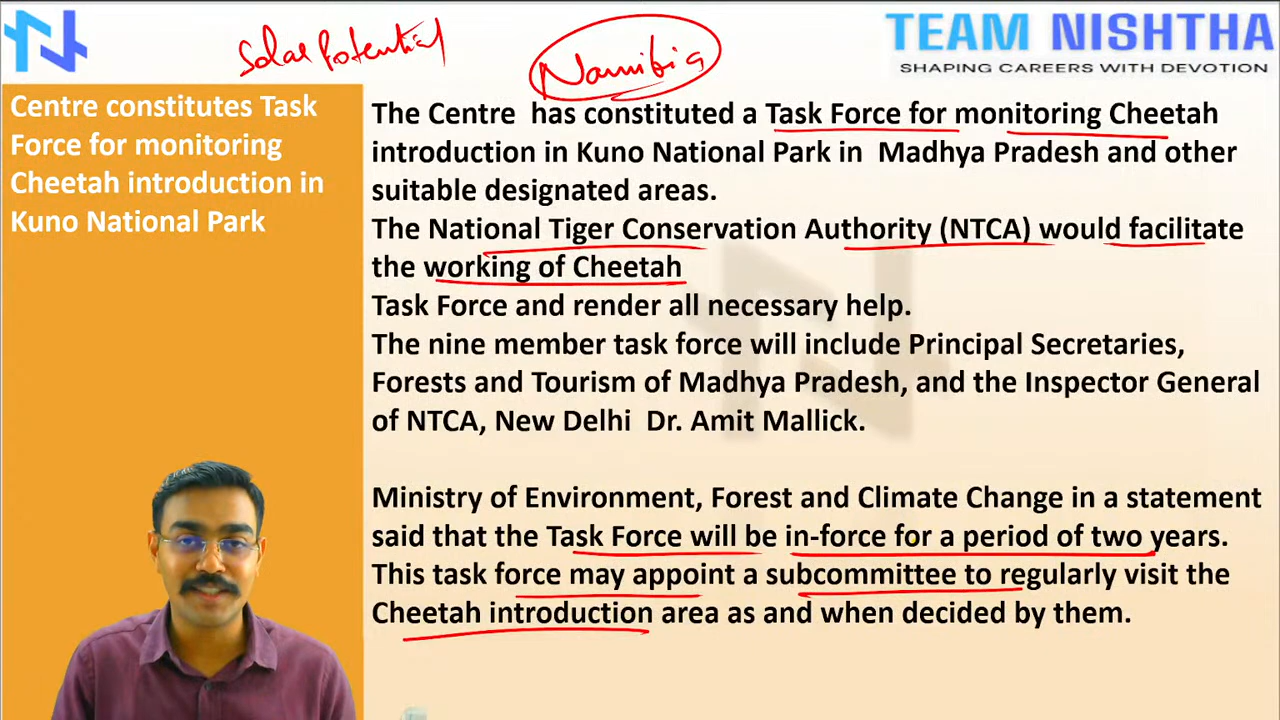 Solar Potential
Namibia
TEAM NISHTHA
SHAPING CAREERS WITH DEVOTION
Centre constitutes Task
Force for monitoring
Cheetah introduction in
Kuno National Park
The Centre has constituted a Task Force for monitoring Cheetah
introduction in Kuno National Park in Madhya Pradesh and other
suitable designated areas.
The National Tiger Conservation Authority (NTCA) would facilitate
the working of Cheetah
Task Force and render all necessary help.
The nine member task force will include Principal Secretaries,
Forests and Tourism of Madhya Pradesh, and the Inspector General
of NTCA, New Delhi Dr. Amit Mallick.
Ministry of Environment, Forest and Climate Change in a statement
said that the Task Force will be in-force for a period of two years.
This task force may appoint a subcommittee to regularly visit the
Cheetah introduction area as and when decided by them.